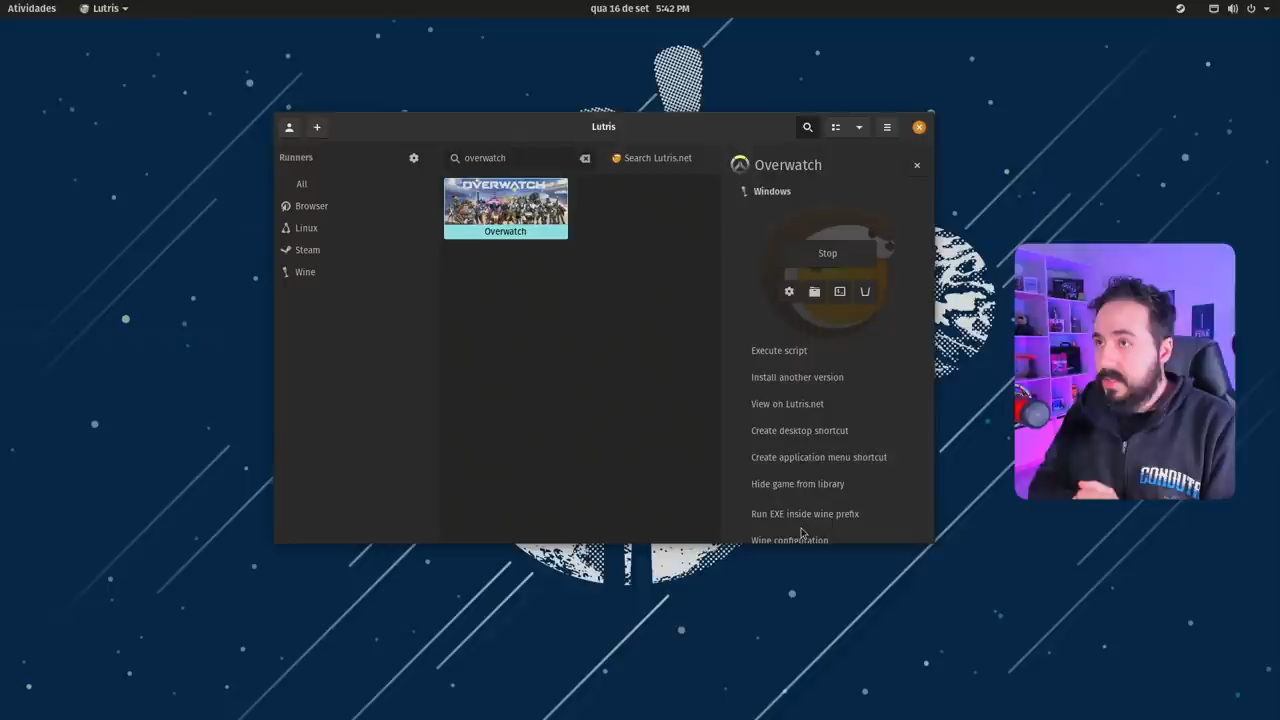 Atividades
Lutris
qua 16 de set 5:42 PM
Lutris
Runners
All
Browser
Linux
Steam
Wine
overwatch
Search Lutris.net
OVERWATCH
Overwatch
Overwatch
Windows
Stop
Execute script
Install another version
View on Lutris.net
Create desktop shortcut
Create application menu shortcut
Hide game from library
Run EXE inside wine prefix
Wine configuration